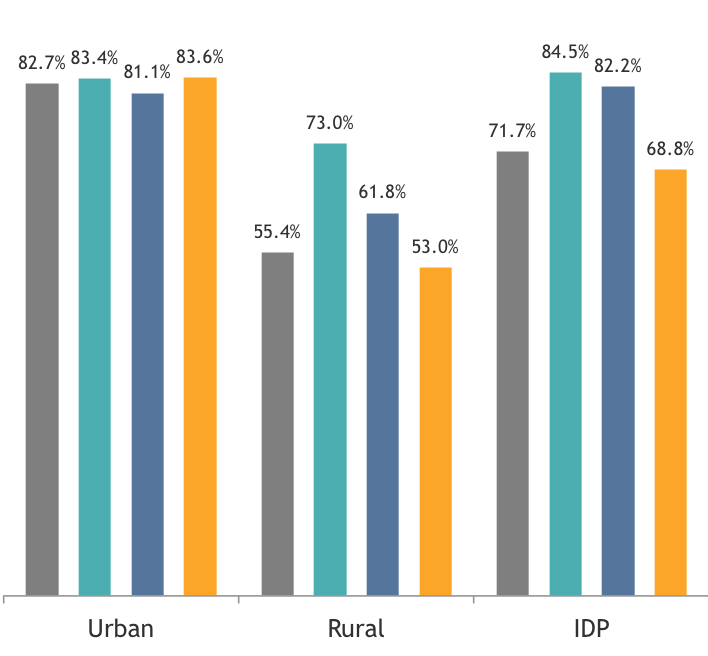 82.7% 83.4% 81.1% 83.6%
55.4% 73.0% 61.8% 53.0%
71.7% 84.5% 82.2% 68.8%
Urban Rural IDP